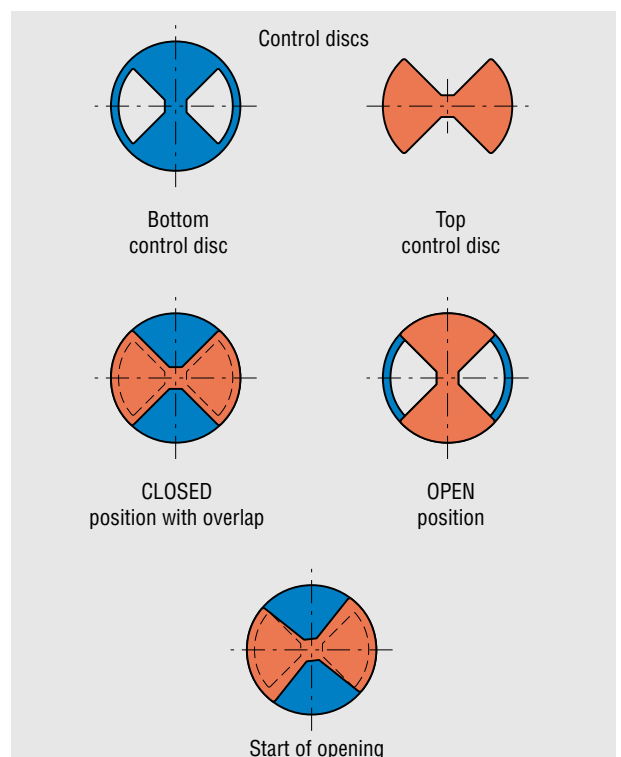 Control discs
Bottom
control disc
Top
control disc
CLOSED
position with overlap
OPEN
position
Start of opening